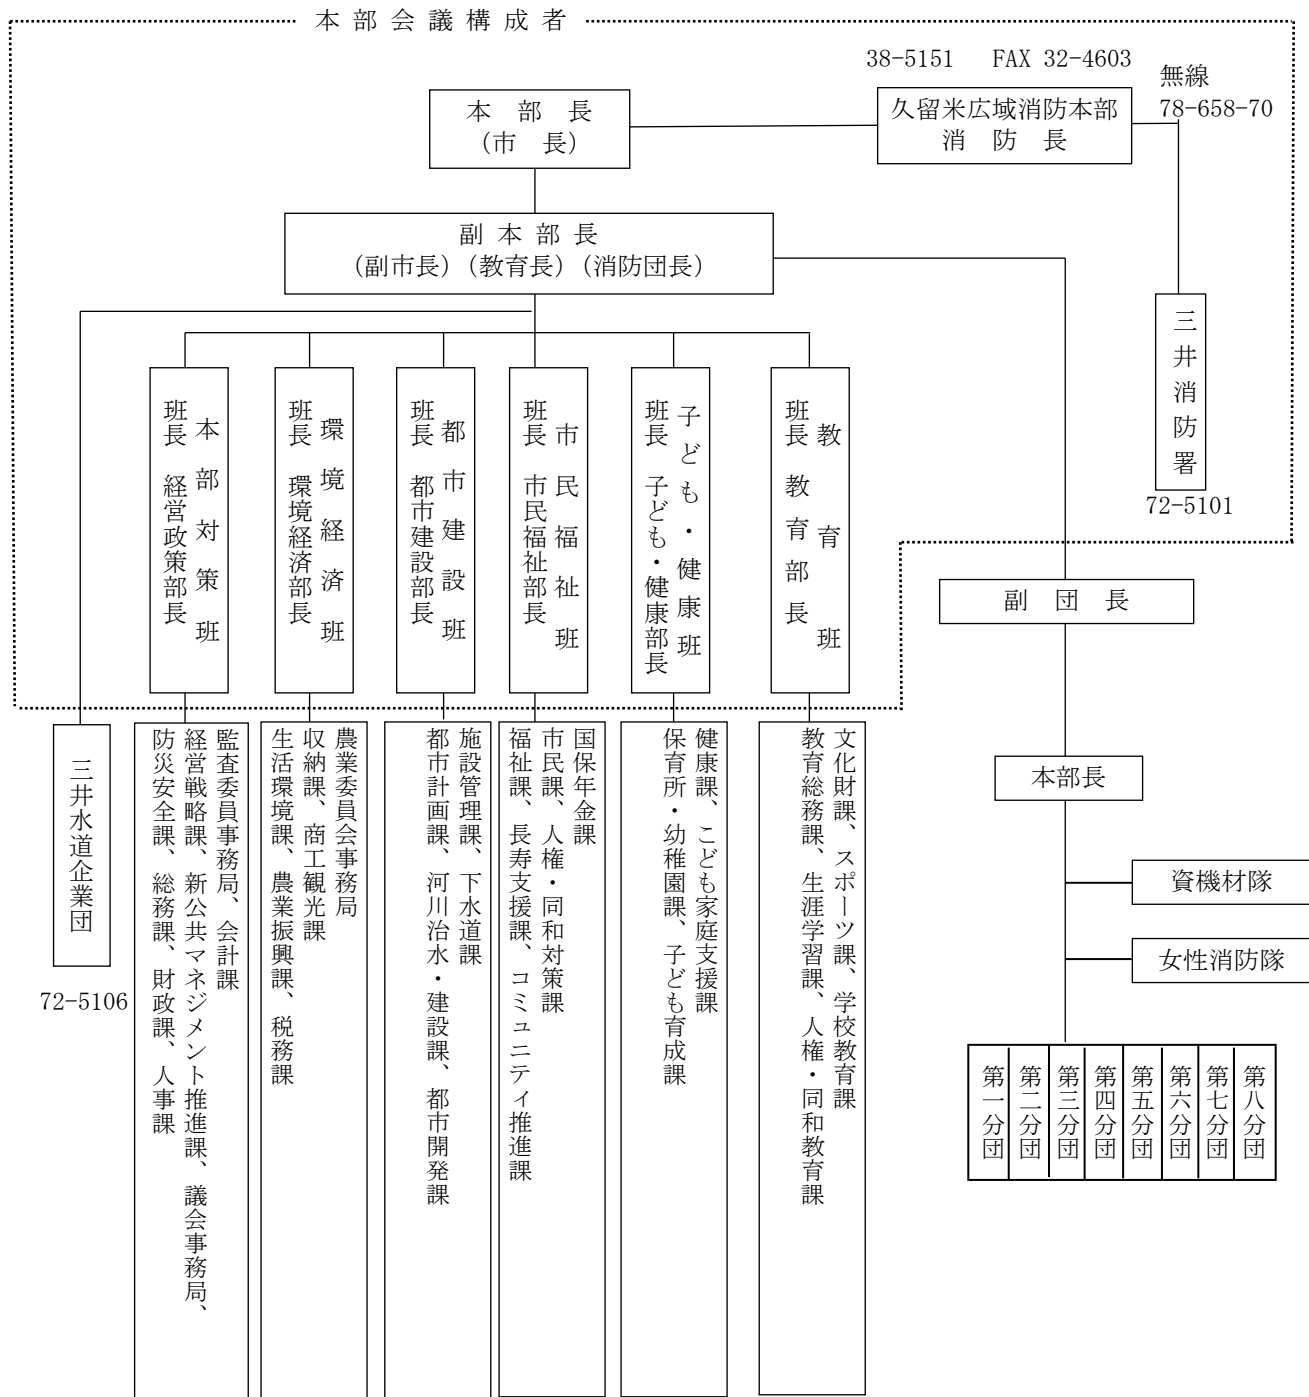 本部会議構成者
38-5151 FAX 32-4603
無線
78-658-70
本部長
(市長)
久留米広域消防本部
消防長
副本部長
(副市長)(教育長)(消防団長)
三井消防署
72-5101
本部対策班
班長 経営政策部長
環境経済班
班長 環境経済部長
都市建設班
班長 都市建設部長
市民福祉班
班長 市民福祉部長
子ども・健康班
班長 子ども・健康部長
教育班
班長 教育部長
副団長
本部長
資機材隊
女性消防隊
第一分団
第二分団
第三分団
第四分団
第五分団
第六分団
第七分団
第八分団
三井水道企業団
72-5106
防災安全課、総務課、財政課、人事課
経営戦略課、新公共マネジメント推進課、議会事務局、
監査委員事務局、会計課
生活環境課、農業振興課、税務課
収納課、商工観光課
農業委員会事務局
都市計画課、河川治水・建設課、都市開発課
施設管理課、下水道課
福祉課、長寿支援課、コミュニティ推進課
市民課、人権・同和対策課
国保年金課
保育所・幼稚園課、子ども育成課
健康課、こども家庭支援課
教育総務課、生涯学習課、人権・同和教育課
文化財課、スポーツ課、学校教育課